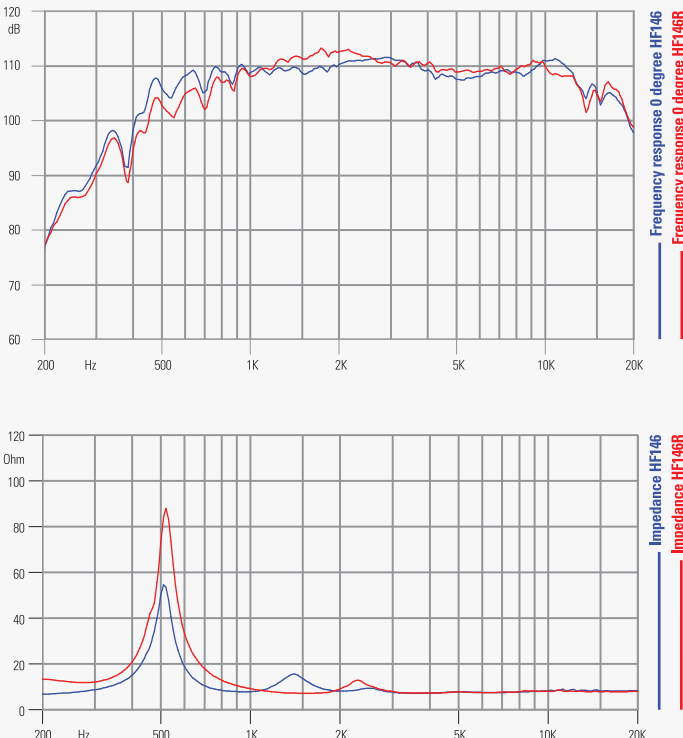 120
dB
110
100
90
80
70
60
200 Hz 500 1K 2K 5K 10K 20K
Frequency response 0 degree HF146
Frequency response 0 degree HF146R
120
Ohm
100
80
60
40
20
0
200 Hz 500 1K 2K 5K 10K 20K
Impedance HF146
Impedance HF146R